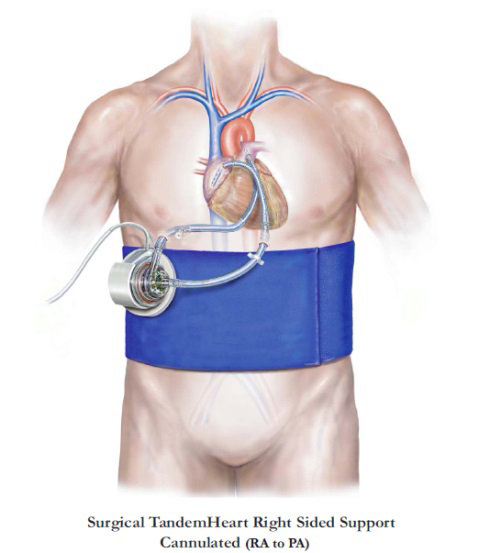 Surgical TandemHeart Right Sided Support
Cannulated (RA to PA)